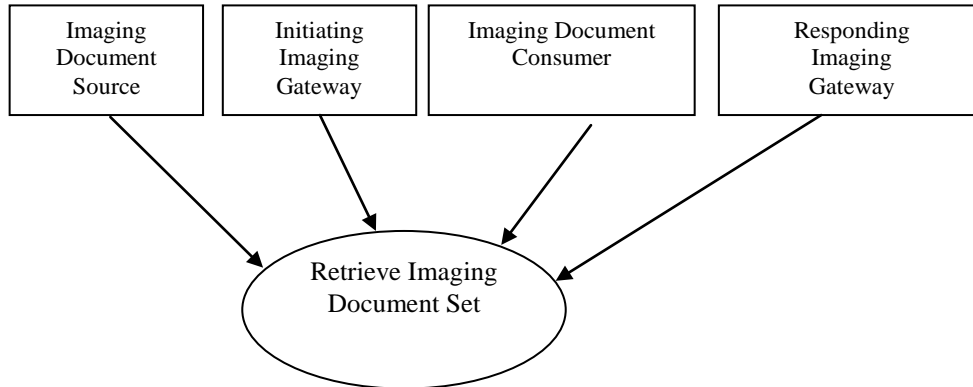 Imaging
Document
Source
Initiating
Imaging
Gateway
Imaging Document
Consumer
Responding
Imaging
Gateway
Retrieve Imaging
Document Set